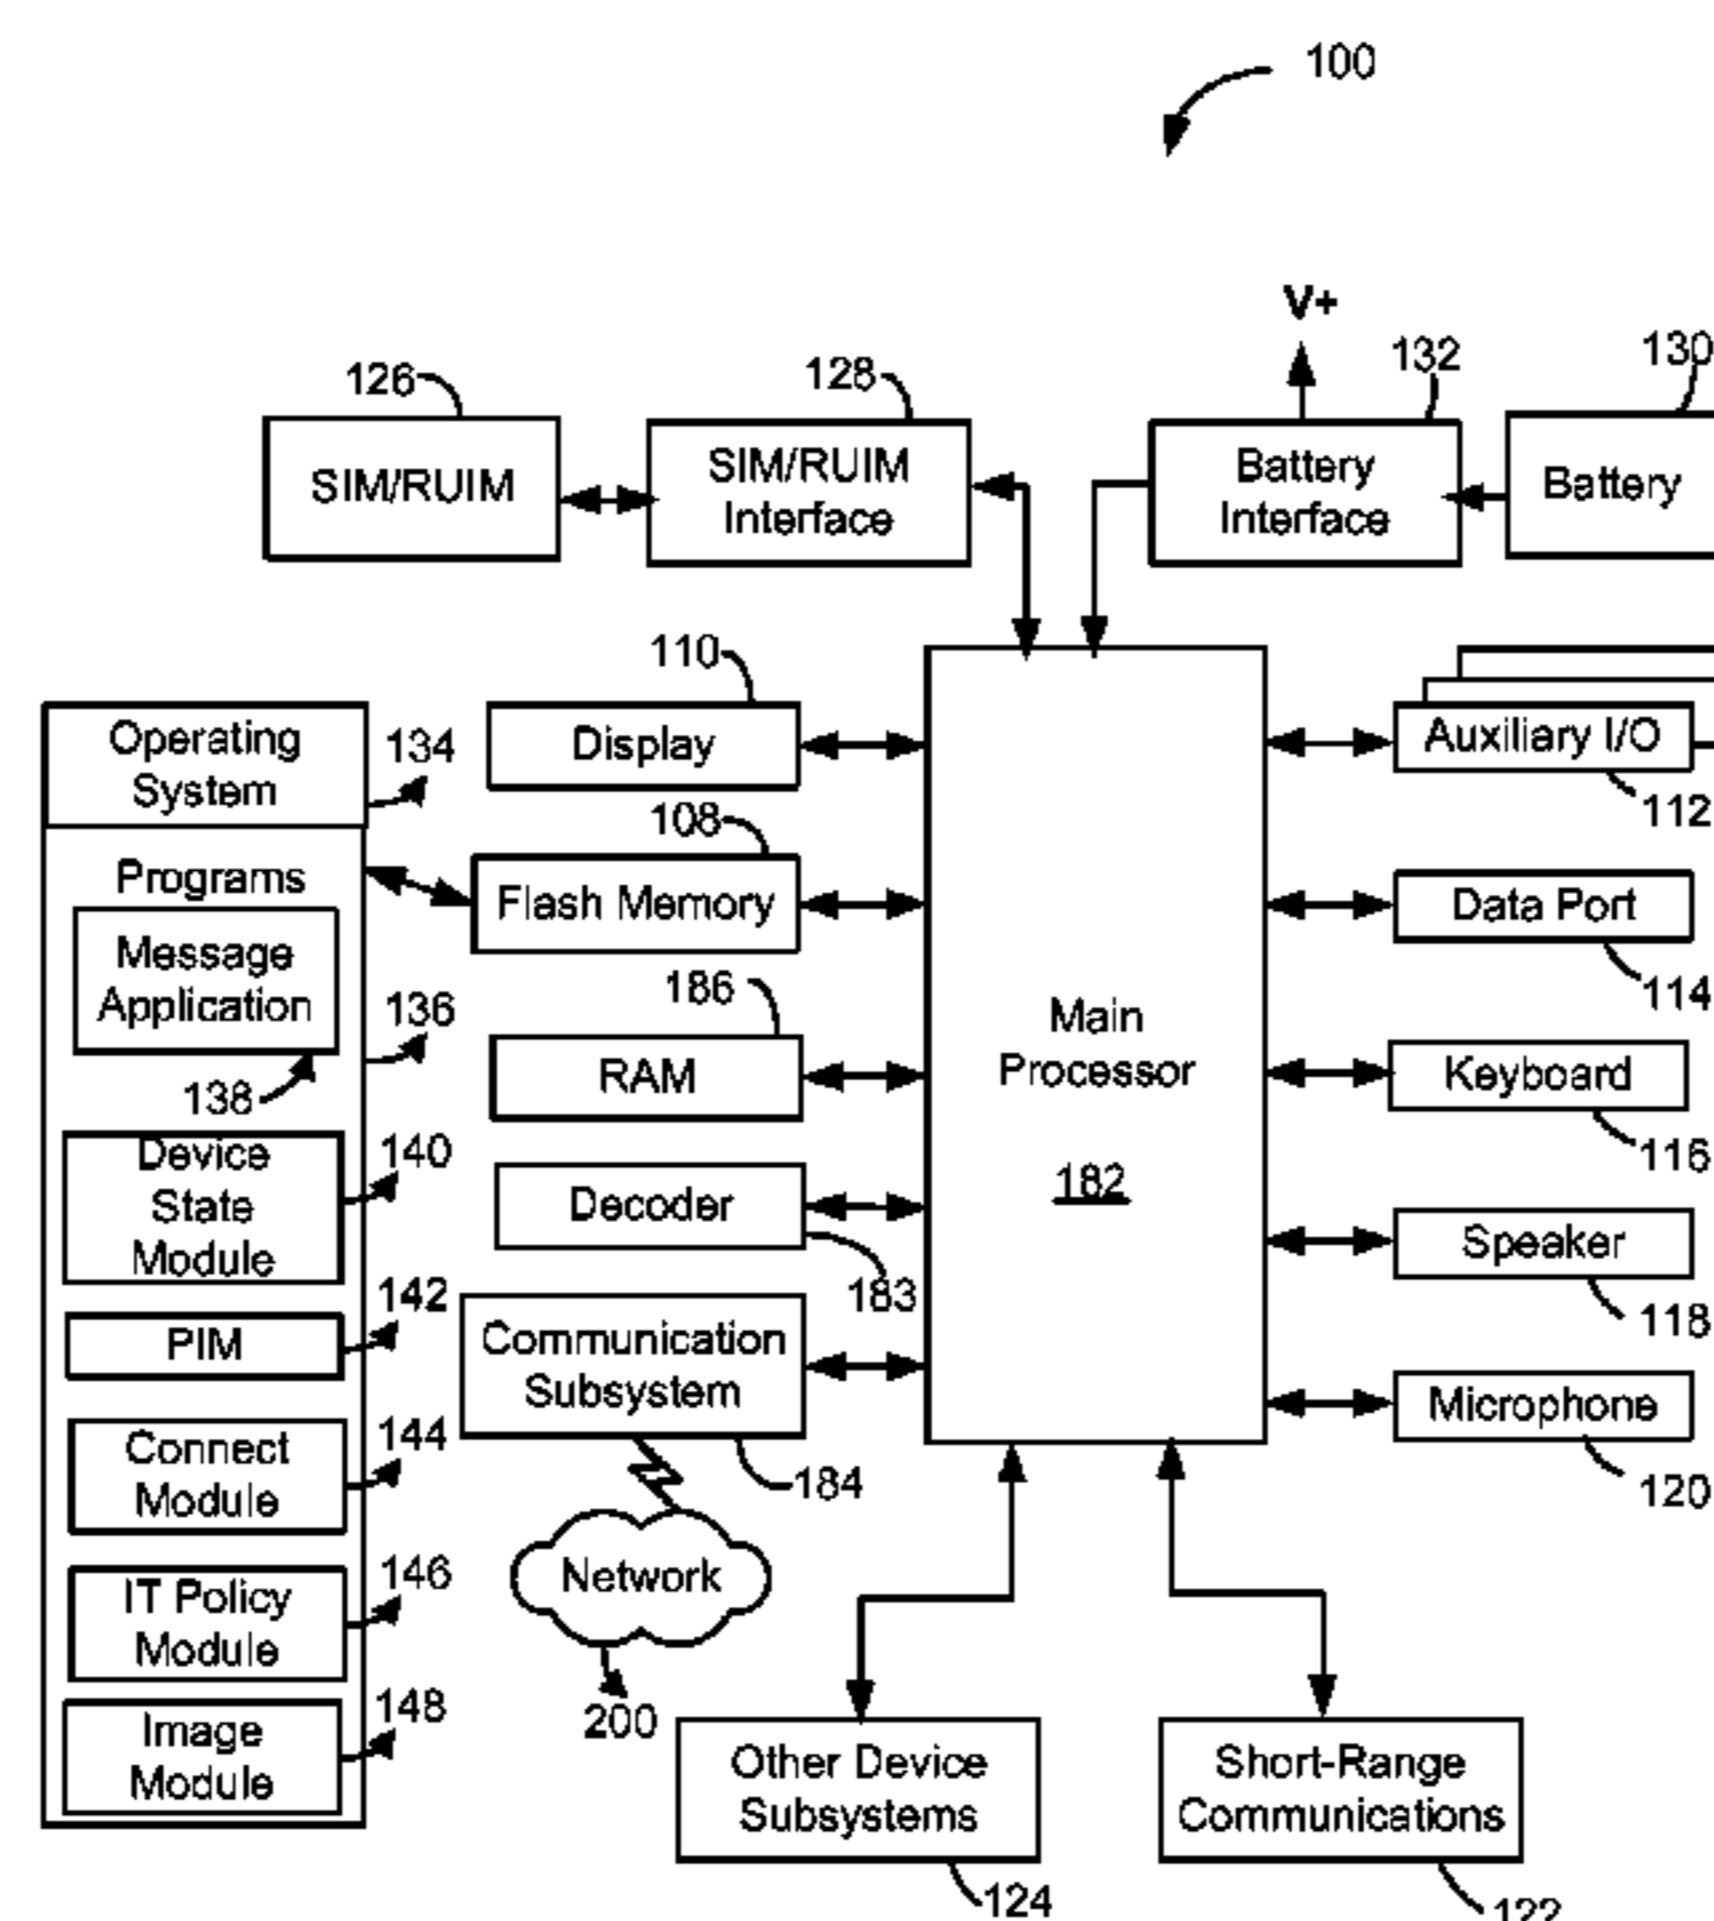 100
V+
126
128
132
130
SIM/RUIM
SIM/RUIM
Interface
Battery
Interface
Battery
110
Operating
System
134
Display
Auxiliary I/O
112
108
Programs
Flash Memory
Data Port
114
Message
Application
136
138
186
RAM
Main
Processor
182
Keyboard
116
Device
State
Module
140
Decoder
183
Speaker
118
PIM
142
Communication
Subsystem
184
Microphone
120
Connect
Module
144
Network
200
IT Policy
Module
146
Image
Module
148
Other Device
Subsystems
124
Short-Range
Communications
122